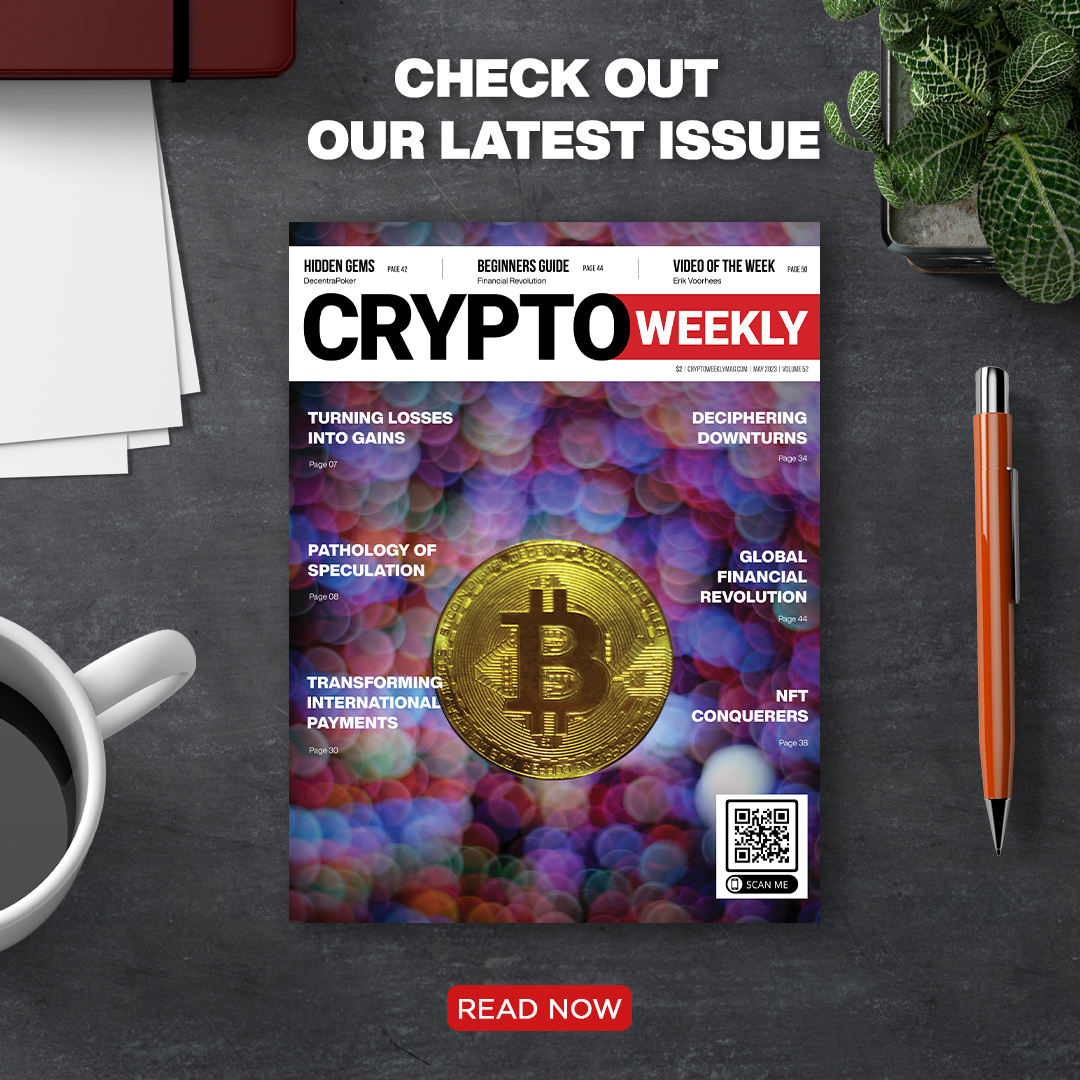 CHECK OUT
OUR LATEST ISSUE
HIDDEN GEMS PAGE 42
DecentraPoker
BEGINNERS GUIDE PAGE 44
Financial Revolution
VIDEO OF THE WEEK PAGE 50
Erik Voorhees
CRYPTO WEEKLY
$2 | CRYPTOWEEKLYMAG.COM | MAY 2023 | VOLUME 52
TURNING LOSSES
INTO GAINS
Page 07
DECIPHERING
DOWNTURNS
Page 34
PATHOLOGY OF
SPECULATION
Page 08
GLOBAL
FINANCIAL
REVOLUTION
Page 44
TRANSFORMING
INTERNATIONAL
PAYMENTS
Page 30
NFT
CONQUERERS
Page 38
SCAN ME
READ NOW